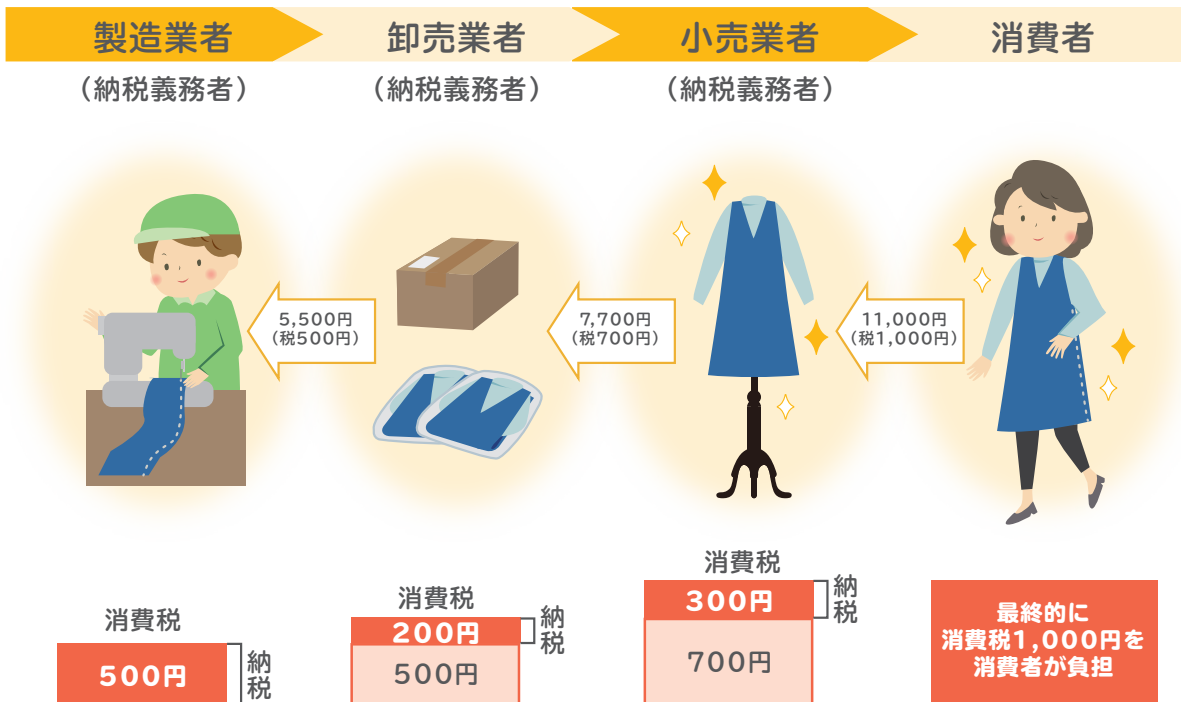 製造業者
卸売業者
小売業者
消費者
（納税義務者）
（納税義務者）
（納税義務者）
5,500円
（税500円）
7,700円
（税700円）
11,000円
（税1,000円）
消費税
500円
納税
消費税
200円
納税
500円
消費税
300円
納税
700円
最終的に
消費税1,000円を
消費者が負担